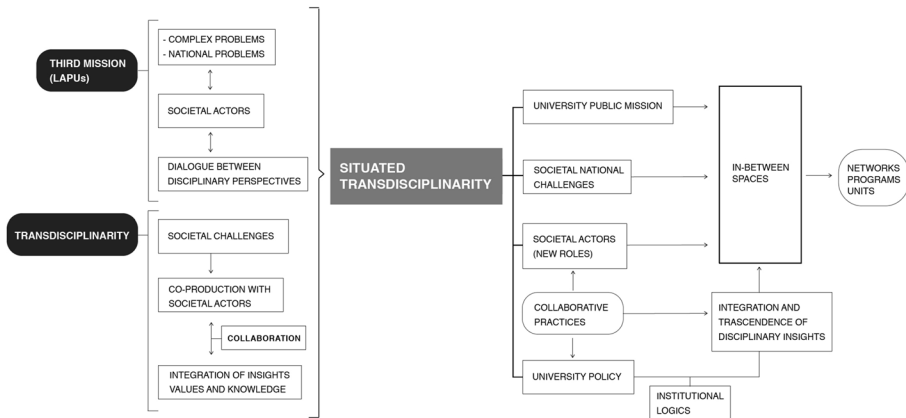 THIRD MISSION
(LAPUs)
- COMPLEX PROBLEMS
- NATIONAL PROBLEMS
SOCIETAL ACTORS
DIALOGUE BETWEEN
DISCIPLINARY PERSPECTIVES
TRANSDISCIPLINARITY
SOCIETAL CHALLENGES
CO-PRODUCTION WITH
SOCIETAL ACTORS
COLLABORATION
INTEGRATION OF INSIGHTS
VALUES AND KNOWLEDGE
SITUATED
TRANSDISCIPLINARITY
UNIVERSITY PUBLIC MISSION
SOCIETAL NATIONAL
CHALLENGES
SOCIETAL ACTORS
(NEW ROLES)
COLLABORATIVE
PRACTICES
UNIVERSITY POLICY
INSTITUTIONAL
LOGICS
IN-BETWEEN
SPACES
INTEGRATION AND
TRASCENDENCE OF
DISCIPLINARY INSIGHTS
NETWORKS
PROGRAMS
UNITS